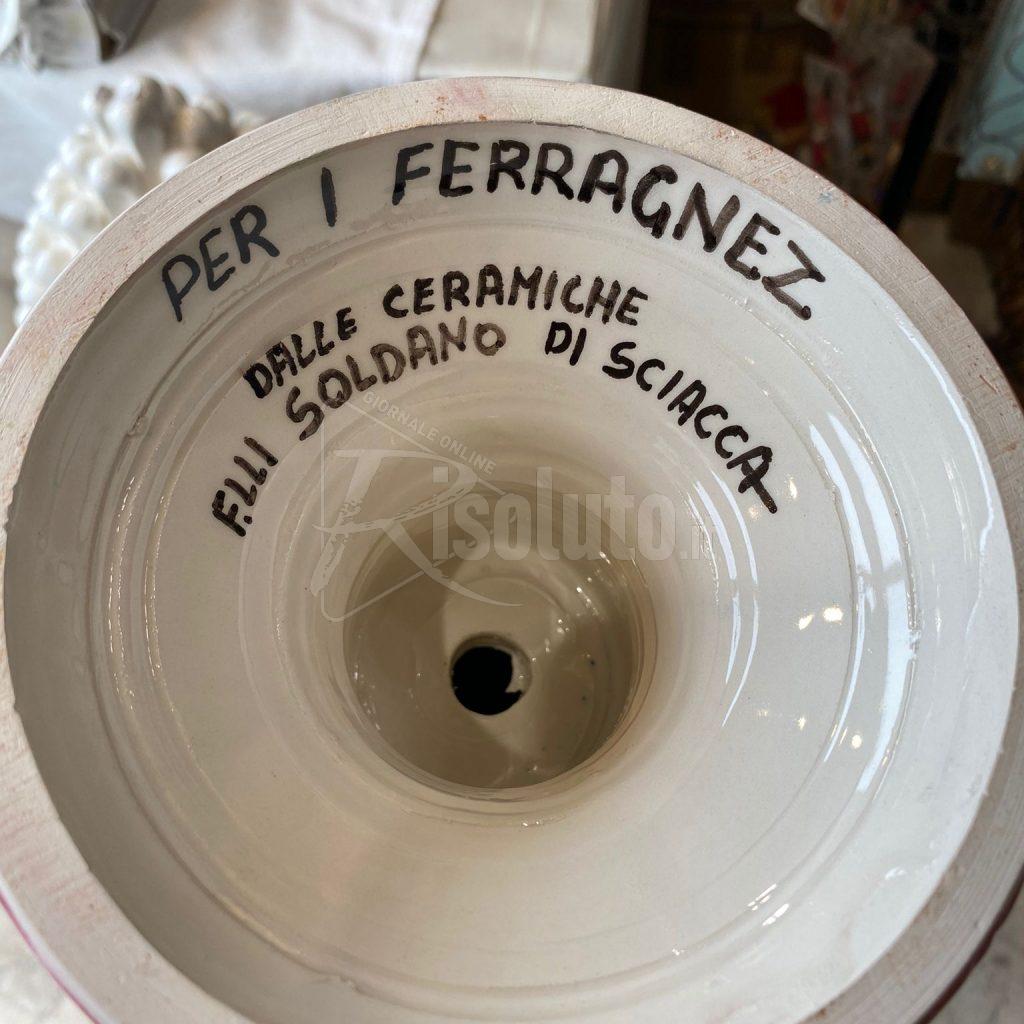 PER I FERRAGNEZ
DALLE CERAMICHE
F.LLI SOLDANO DI SCIACCA
GIORNALE ONLINE
Risoluto.it